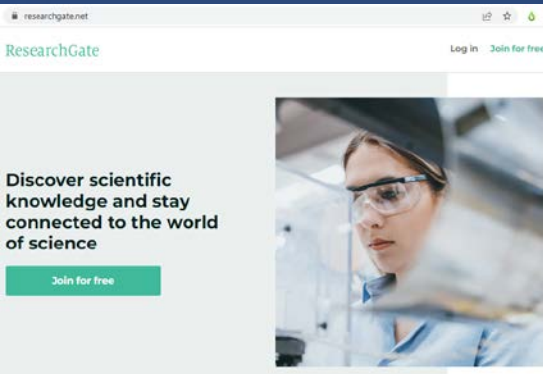 researchgate.net
ResearchGate
Log in Join for free
Discover scientific
knowledge and stay
connected to the world
of science
Join for free